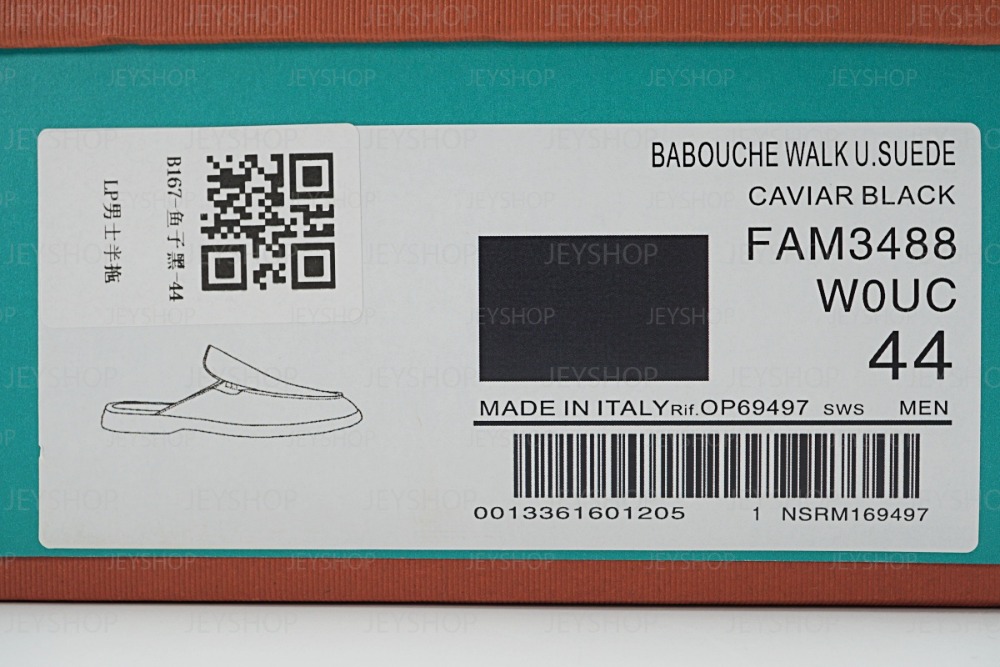 B167-鱼子黑-44
LP男士半拖
BABOUCHE WALK U.SUEDE
CAVIAR BLACK
FAM3488
W0UC
44
MADE IN ITALY Rif.OP69497 SWS MEN
0013361601205 1 NSRM169497
JEYSHOP